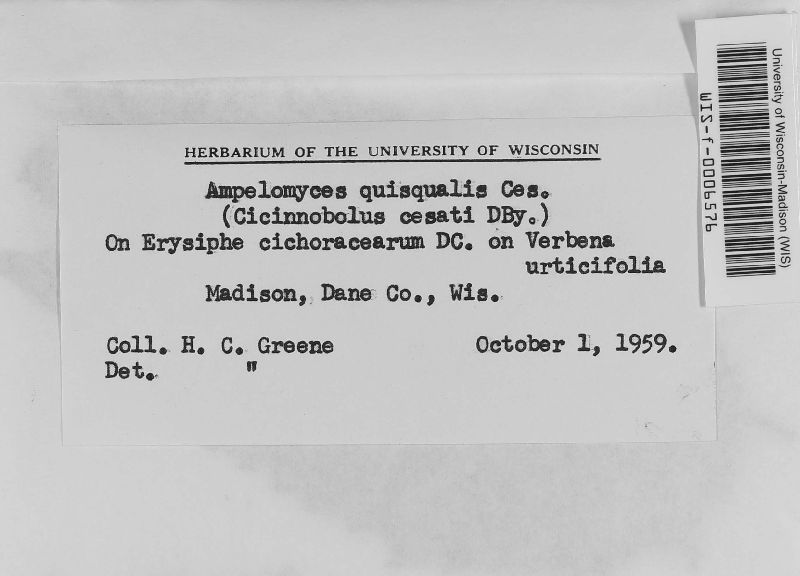 HERBARIUM OF THE UNIVERSITY OF WISCONSIN
Ampelomyces quisqualis Ces.
(Cicinnobolus cesati DBy.)
On Erysiphe cichoracearum DC. on Verbena
urticifolia
Madison, Dane Co., Wis.
Coll. H. C. Greene October 1, 1959.
Det. "
University of Wisconsin-Madison (WIS)
WIS-f-0006576